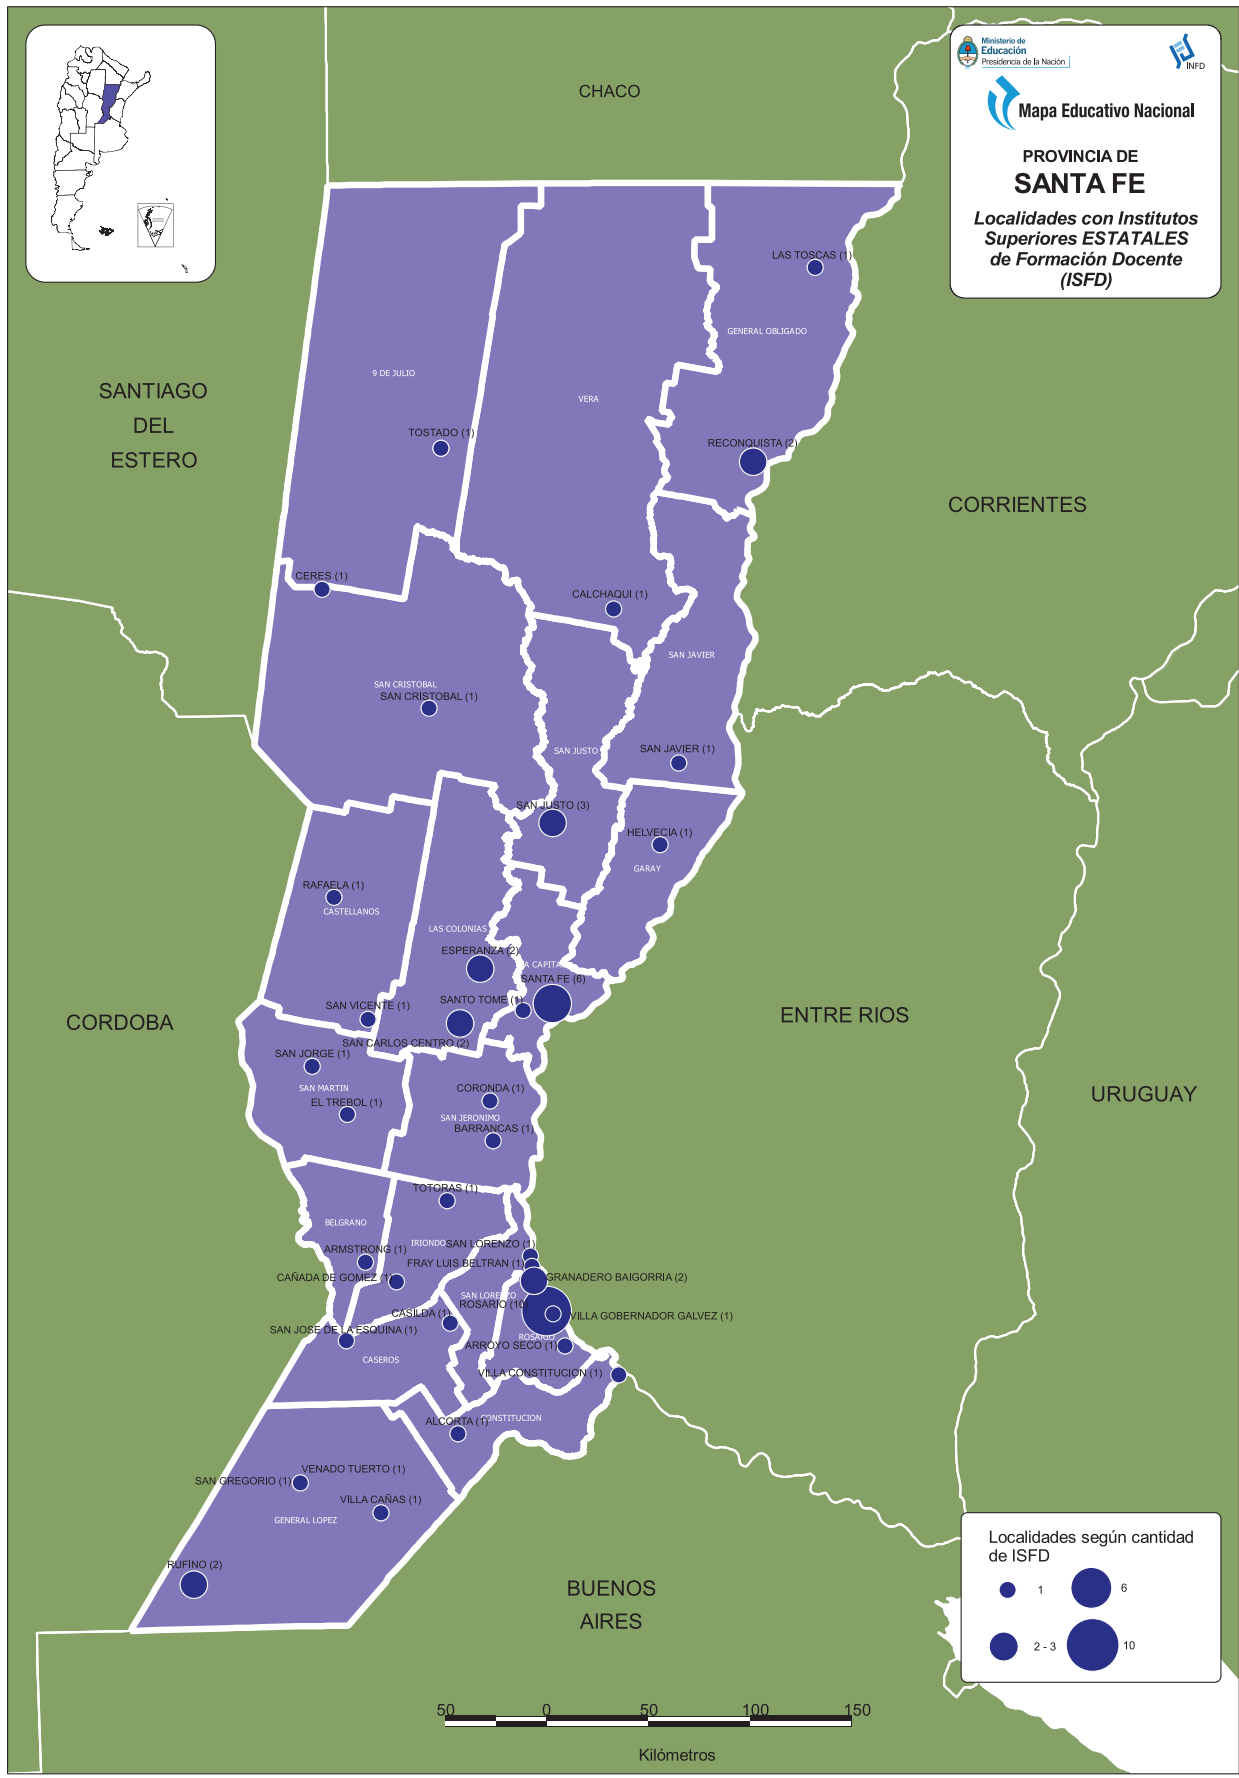 Ministerio de
Educación
Presidencia de la Nación
INFD
Mapa Educativo Nacional
PROVINCIA DE
SANTA FE
Localidades con Institutos
Superiores ESTATALES
de Formación Docente
(ISFD)
CHACO
LAS TOSCAS (1)
GENERAL OBLIGADO
9 DE JULIO
SANTIAGO
DEL
ESTERO
VERA
TOSTADO (1)
RECONQUISTA (2)
CORRIENTES
CERES (1)
CALCHAQUI (1)
SAN JAVIER
SAN CRISTOBAL
SAN CRISTOBAL (1)
SAN JUSTO
SAN JAVIER (1)
SAN JUSTO (3)
HELVECIA (1)
GARAY
RAFAELA (1)
CASTELLANOS
LAS COLONIAS
ESPERANZA (2)
A CAPITA
SANTA FE (6)
SANTO TOME (1)
SAN VICENTE (1)
CORDOBA
ENTRE RIOS
SAN CARLOS CENTRO (2)
SAN JORGE (1)
SAN MARTIN
EL TREBOL (1)
CORONDA (1)
SAN JERONIMO
BARRANCAS (1)
URUGUAY
TOTORAS (1)
BELGRANO
IRIONDO
SAN LORENZO (1)
ARMSTRONG (1)
FRAY LUIS BELTRAN (1)
CAÑADA DE GOMEZ (1)
GRANADERO BAIGORRIA (2)
SAN LORENZO
ROSARIO (10)
CASILDA (1)
VILLA GOBERNADOR GALVEZ (1)
SAN JOSE DE LA ESQUINA (1)
ROSARIO
ARROYO SECO (1)
CASEROS
VILLA CONSTITUCION (1)
ALCORTA (1)
CONSTITUCION
VENADO TUERTO (1)
SAN GREGORIO (1)
VILLA CAÑAS (1)
GENERAL LOPEZ
RUFINO (2)
BUENOS
AIRES
Localidades según cantidad
de ISFD
1
6
2 - 3
10
50 0 50 100 150
Kilómetros